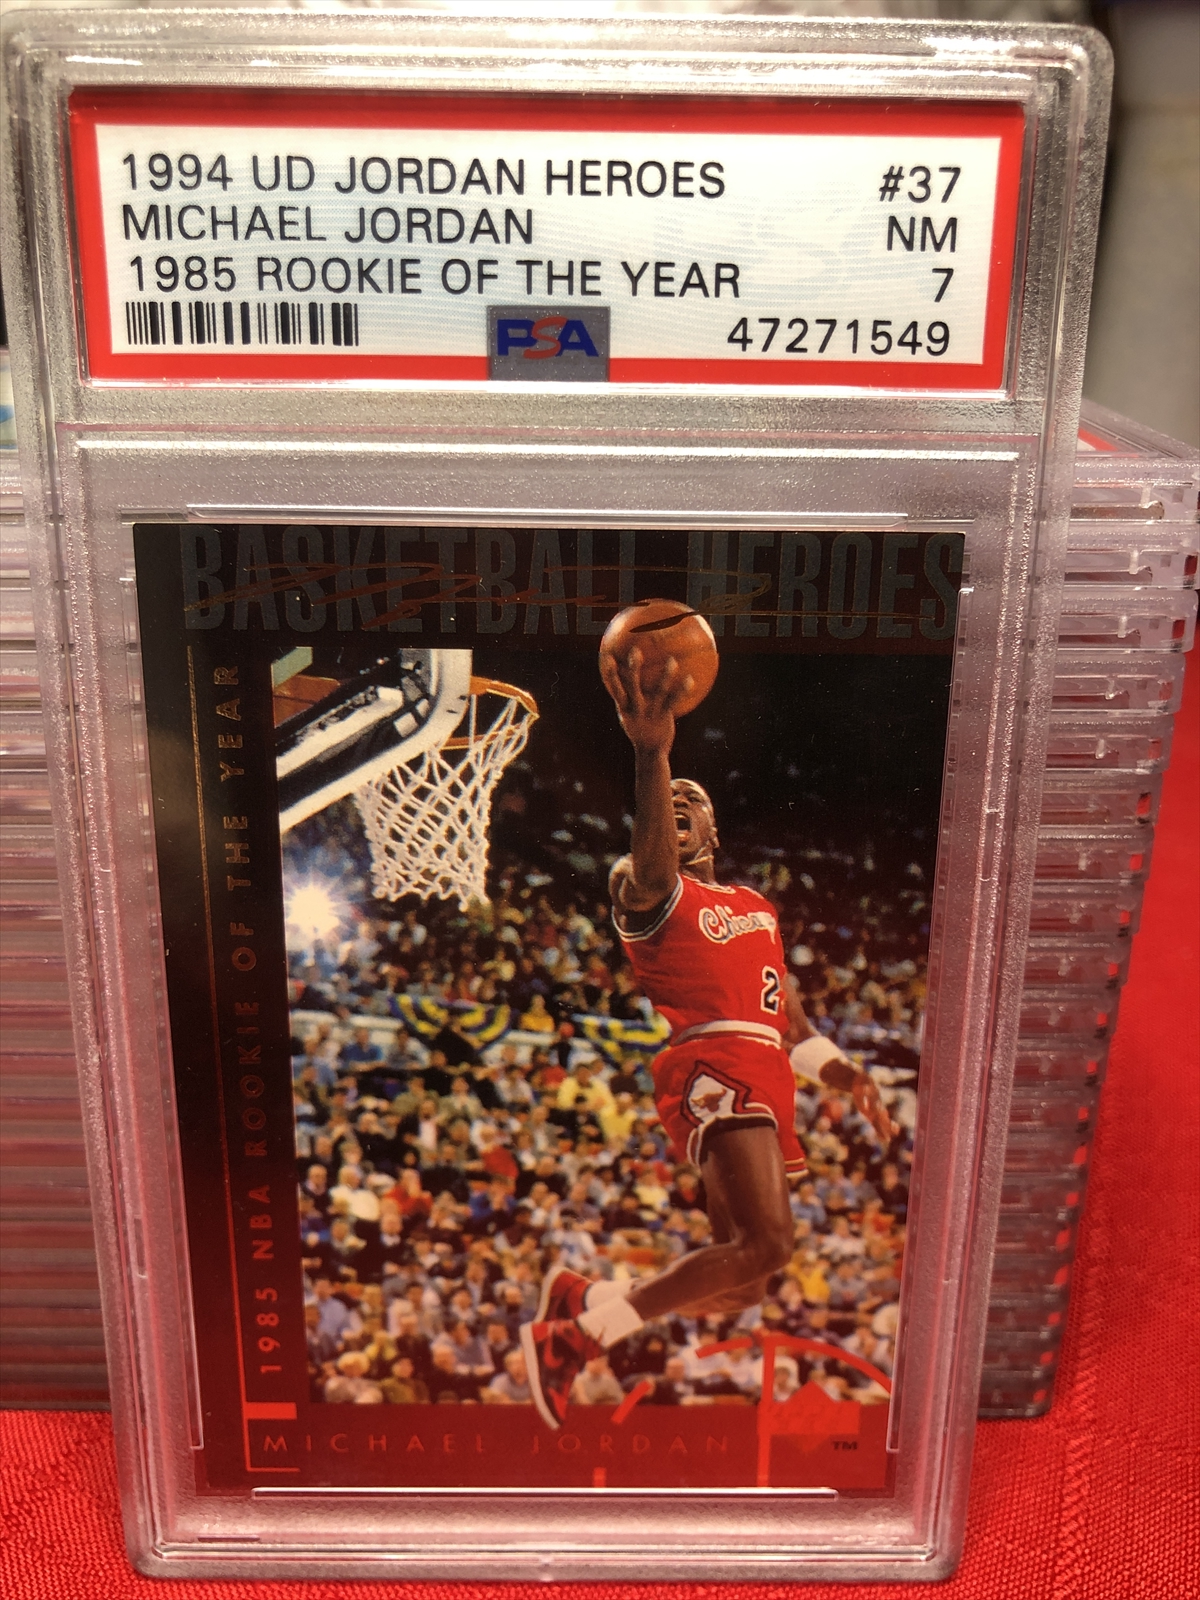 1994 UD JORDAN HEROES #37
MICHAEL JORDAN NM
1985 ROOKIE OF THE YEAR 7
PSA 47271549
BASKETBALL HEROES
1985 NBA ROOKIE OF THE YEAR
Chicago
2
MICHAEL JORDAN
TM